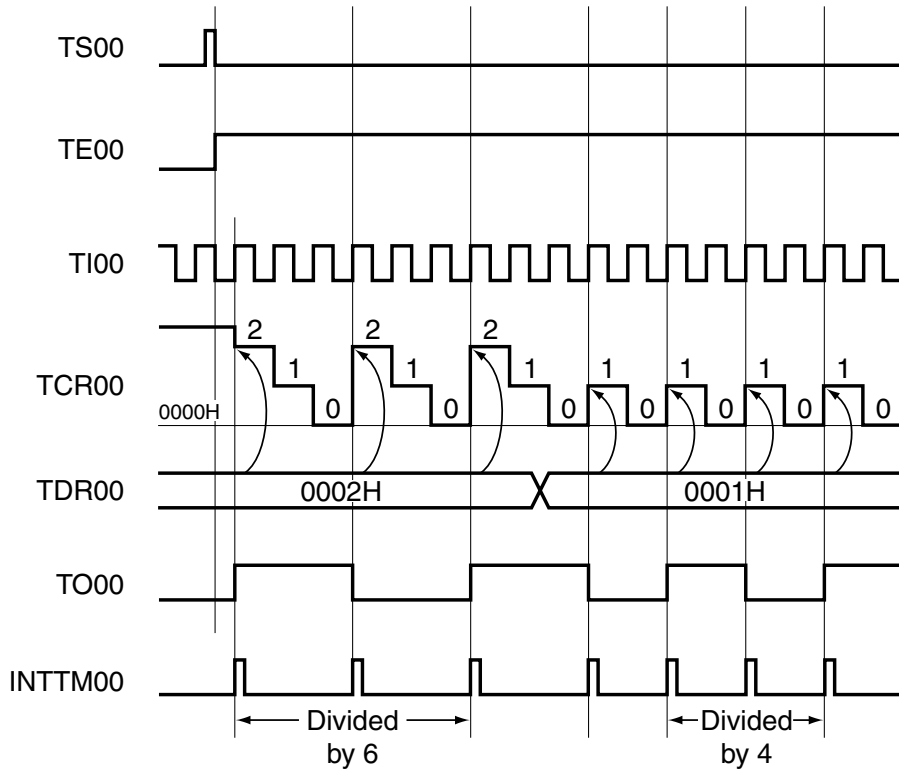 TS00
TE00
TI00
TCR00
2 2 2
1 1 1 1 1 1 1
0 0 0 0 0 0 0
0000H
TDR00
0002H 0001H
TO00
INTTM00
Divided by 6
Divided by 4